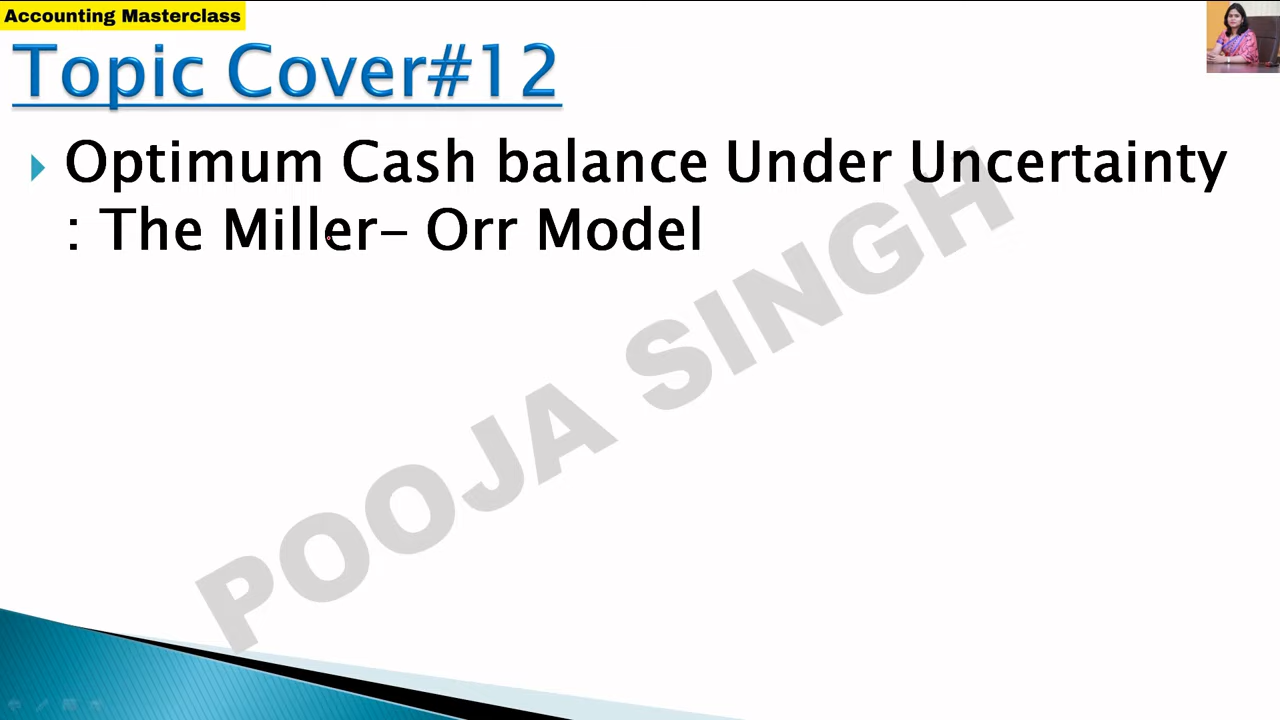 Accounting Masterclass
Topic Cover#12
Optimum Cash balance Under Uncertainty
: The Miller- Orr Model
POOJA SINGH